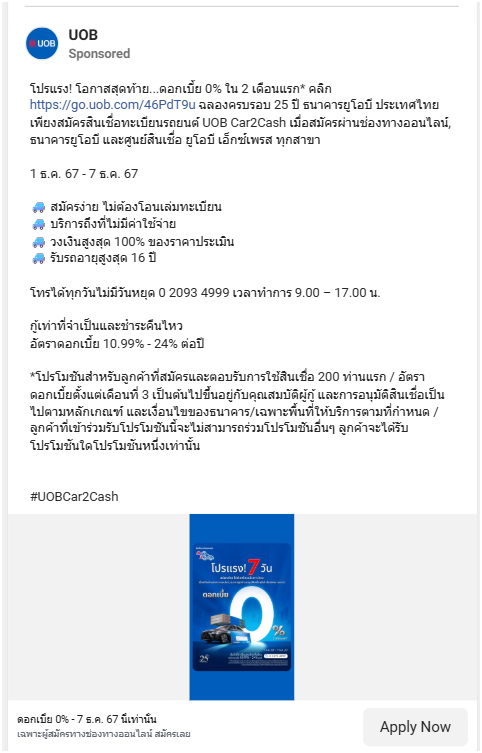 UOB
Sponsored
โปรแรง! โอกาสสุดท้าย...ดอกเบี้ย 0% ใน 2 เดือนแรก* คลิก
https://go.uob.com/46PdT9u ฉลองครบรอบ 25 ปี ธนาคารยูโอบี ประเทศไทย
เพียงสมัครสินเชื่อทะเบียนรถยนต์ UOB Car2Cash เมื่อสมัครผ่านช่องทางออนไลน์,
ธนาคารยูโอบี และศูนย์สินเชื่อ ยูโอบี เอ็กซ์เพรส ทุกสาขา
1 ธ.ค. 67 - 7 ธ.ค. 67
🚙 สมัครง่าย ไม่ต้องโอนเล่มทะเบียน
🚙 บริการถึงที่ไม่มีค่าใช้จ่าย
🚙 วงเงินสูงสุด 100% ของราคาประเมิน
🚙 รับรถอายุสูงสุด 16 ปี
โทรได้ทุกวันไม่มีวันหยุด 0 2093 4999 เวลาทำการ 9.00 – 17.00 น.
กู้เท่าที่จำเป็นและชำระคืนไหว
อัตราดอกเบี้ย 10.99% - 24% ต่อปี
*โปรโมชันสำหรับลูกค้าที่สมัครและตอบรับการใช้สินเชื่อ 200 ท่านแรก / อัตรา
ดอกเบี้ยตั้งแต่เดือนที่ 3 เป็นต้นไปขึ้นอยู่กับคุณสมบัติผู้กู้ และการอนุมัติสินเชื่อเป็น
ไปตามหลักเกณฑ์ และเงื่อนไขของธนาคาร/เฉพาะพื้นที่ให้บริการตามที่กำหนด /
ลูกค้าที่เข้าร่วมรับโปรโมชันนี้จะไม่สามารถร่วมโปรโมชันอื่นๆ ลูกค้าจะได้รับ
โปรโมชันใดโปรโมชันหนึ่งเท่านั้น
#UOBCar2Cash
โปรแรง! 7 วัน
ดอกเบี้ย
0%
25
ดอกเบี้ย 0% - 7 ธ.ค. 67 นี้เท่านั้น
เฉพาะผู้สมัครทางช่องทางออนไลน์ สมัครเลย
Apply Now